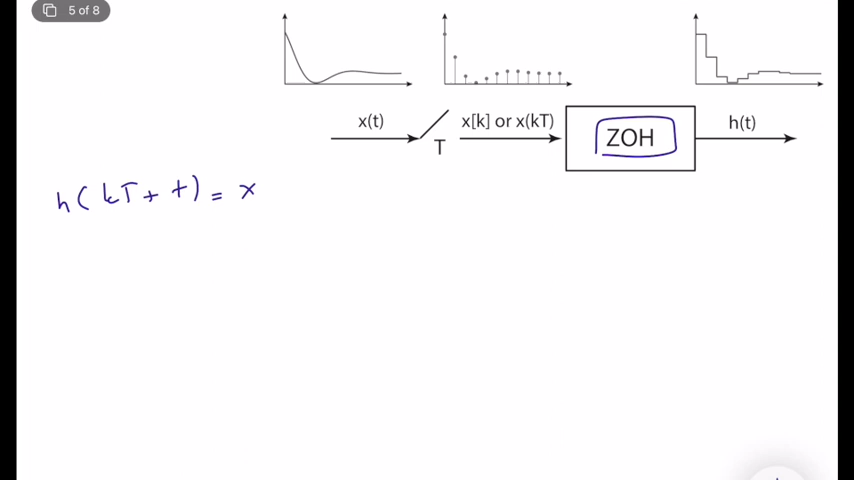 5 of 8
x(t)
T
x[k] or x(kT)
ZOH
h(t)
h(kT + t) = x